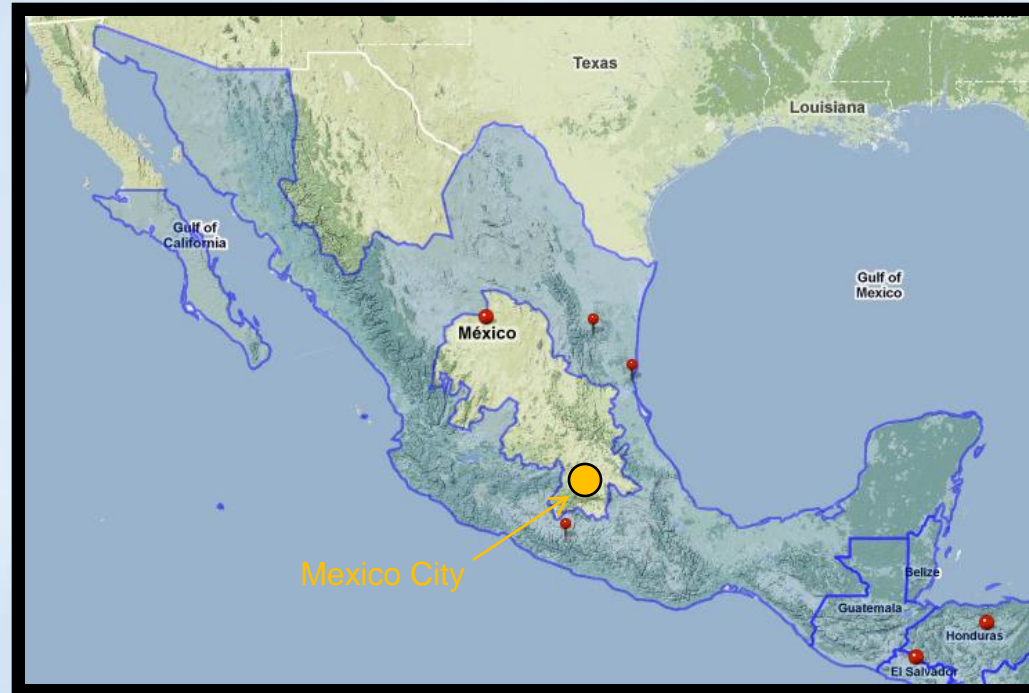 Texas
Louisiana
Gulf of
California
Gulf of
Mexico
México
Mexico City
Belize
Guatemala
Honduras
El Salvador